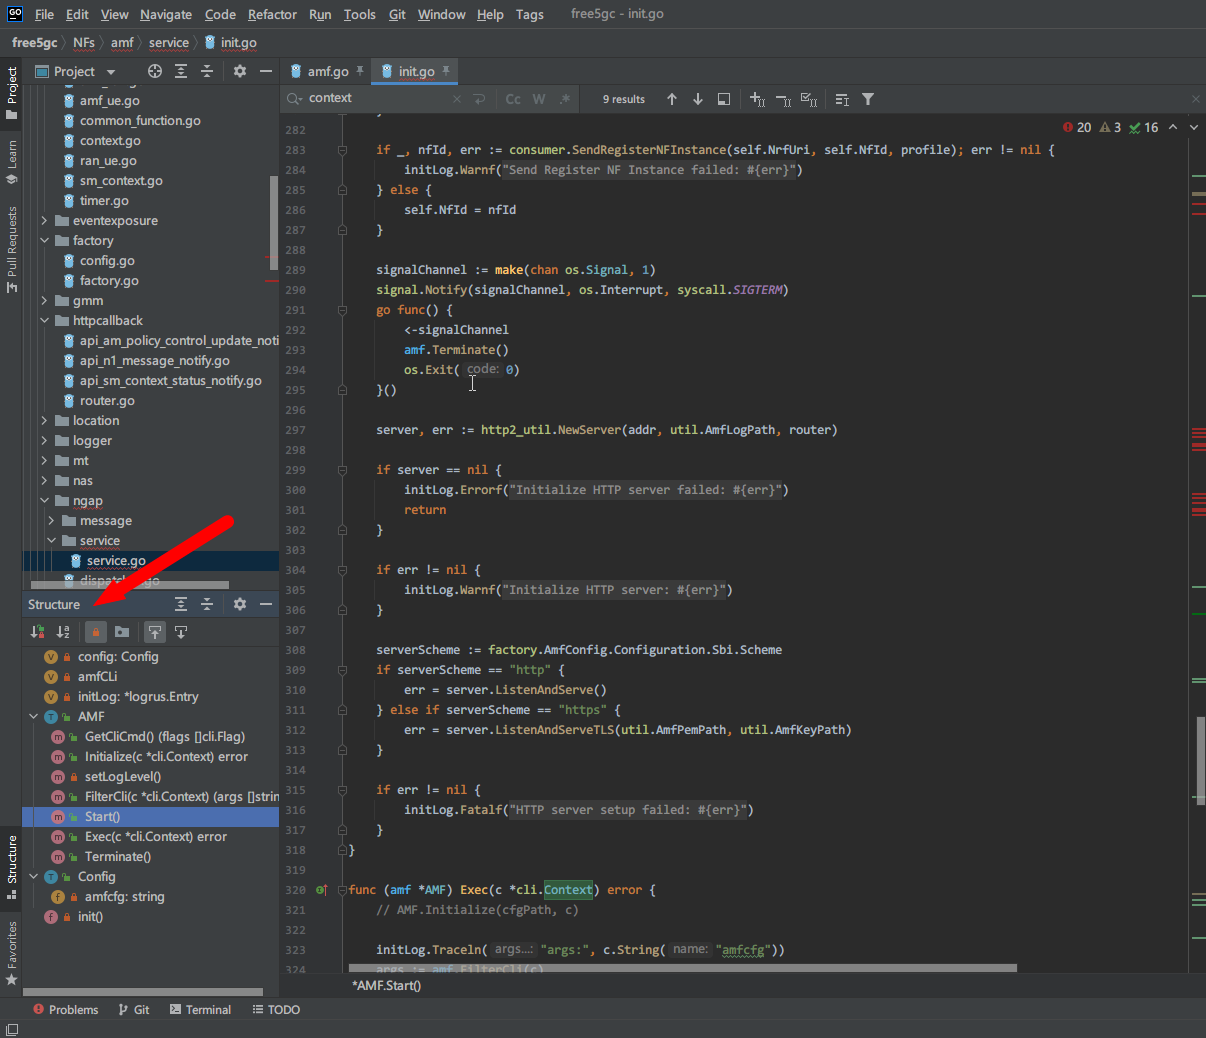 GO File Edit View Navigate Code Refactor Run Tools Git Window Help Tags free5gc - init.go
free5gc NFs amf service init.go
Project
Learn
Pull Requests
Structure
Favorites
Project
amf_ue.go
common_function.go
context.go
ran_ue.go
sm_context.go
timer.go
eventexposure
factory
config.go
factory.go
gmm
httpcallback
api_am_policy_control_update_noti
api_n1_message_notify.go
api_sm_context_status_notify.go
router.go
location
logger
mt
nas
ngap
message
service
service.go
dispatcher.go
Structure
config: Config
amfCLi
initLog: *logrus.Entry
AMF
GetCliCmd() (flags []cli.Flag)
Initialize(c *cli.Context) error
setLogLevel()
FilterCli(c *cli.Context) (args []strin
Start()
Exec(c *cli.Context) error
Terminate()
Config
amfcfg: string
init()
amf.go init.go
context Cc W .* 9 results
20 3 16
282
283 if _, nfId, err := consumer.SendRegisterNFInstance(self.NrfUri, self.NfId, profile); err != nil {
284 initLog.Warnf("Send Register NF Instance failed: #{err}")
285 } else {
286 self.NfId = nfId
287 }
288
289 signalChannel := make(chan os.Signal, 1)
290 signal.Notify(signalChannel, os.Interrupt, syscall.SIGTERM)
291 go func() {
292 <-signalChannel
293 amf.Terminate()
294 os.Exit( code: 0)
295 }()
296
297 server, err := http2_util.NewServer(addr, util.AmfLogPath, router)
298
299 if server == nil {
300 initLog.Errorf("Initialize HTTP server failed: #{err}")
301 return
302 }
303
304 if err != nil {
305 initLog.Warnf("Initialize HTTP server: #{err}")
306 }
307
308 serverScheme := factory.AmfConfig.Configuration.Sbi.Scheme
309 if serverScheme == "http" {
310 err = server.ListenAndServe()
311 } else if serverScheme == "https" {
312 err = server.ListenAndServeTLS(util.AmfPemPath, util.AmfKeyPath)
313 }
314
315 if err != nil {
316 initLog.Fatalf("HTTP server setup failed: #{err}")
317 }
318 }
319
320 func (amf *AMF) Exec(c *cli.Context) error {
321 // AMF.Initialize(cfgPath, c)
322
323 initLog.Traceln( args...: "args:", c.String( name: "amfcfg"))
324 args := amf.FilterCli(c)
*AMF.Start()
Problems Git Terminal TODO